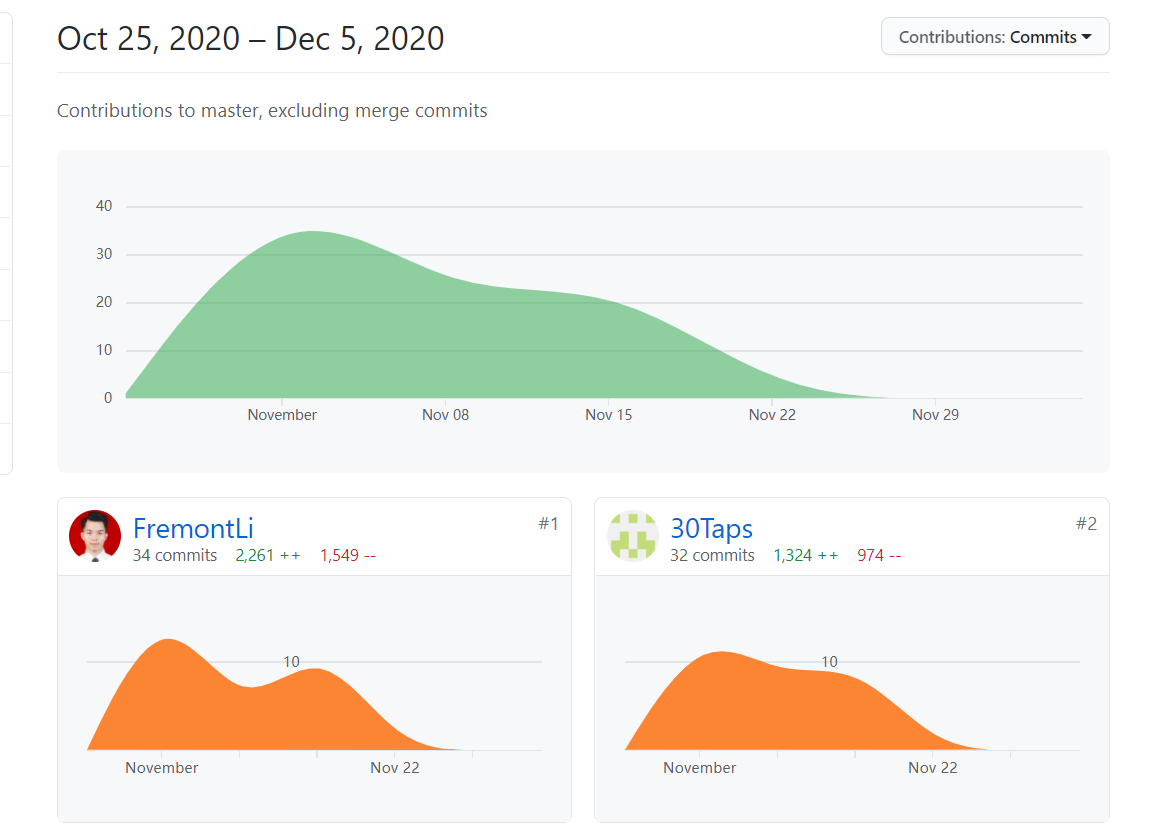 Oct 25, 2020 – Dec 5, 2020
Contributions: Commits
Contributions to master, excluding merge commits
40
30
20
10
0
November Nov 08 Nov 15 Nov 22 Nov 29
FremontLi #1
34 commits 2,261 ++ 1,549 --
10
November Nov 22
30Taps #2
32 commits 1,324 ++ 974 --
10
November Nov 22